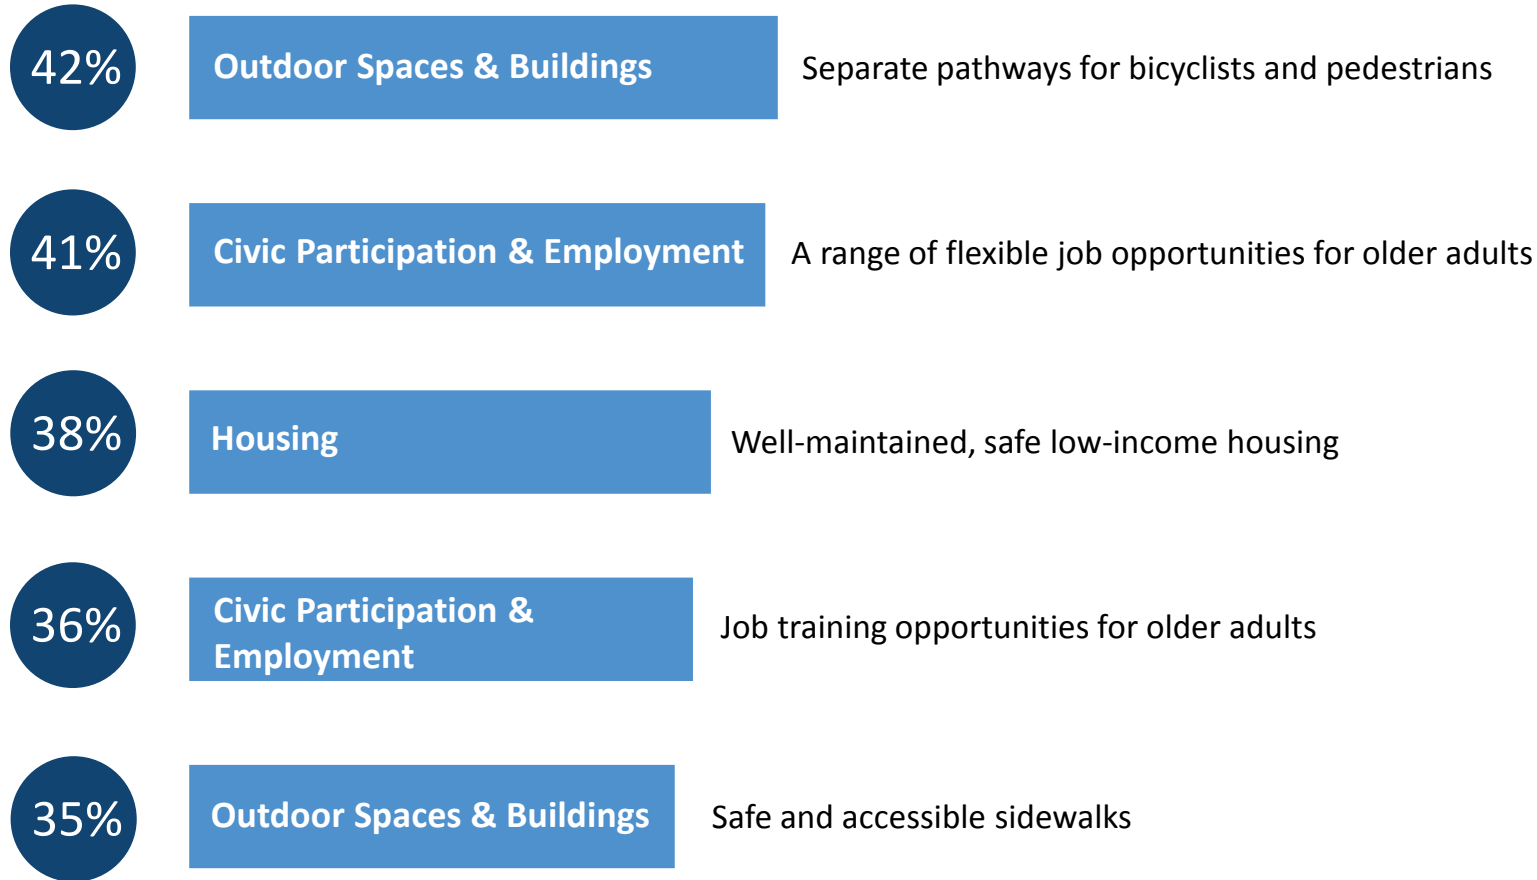 42%
Outdoor Spaces & Buildings
Separate pathways for bicyclists and pedestrians
41%
Civic Participation & Employment
A range of flexible job opportunities for older adults
38%
Housing
Well-maintained, safe low-income housing
36%
Civic Participation &
Employment
Job training opportunities for older adults
35%
Outdoor Spaces & Buildings
Safe and accessible sidewalks